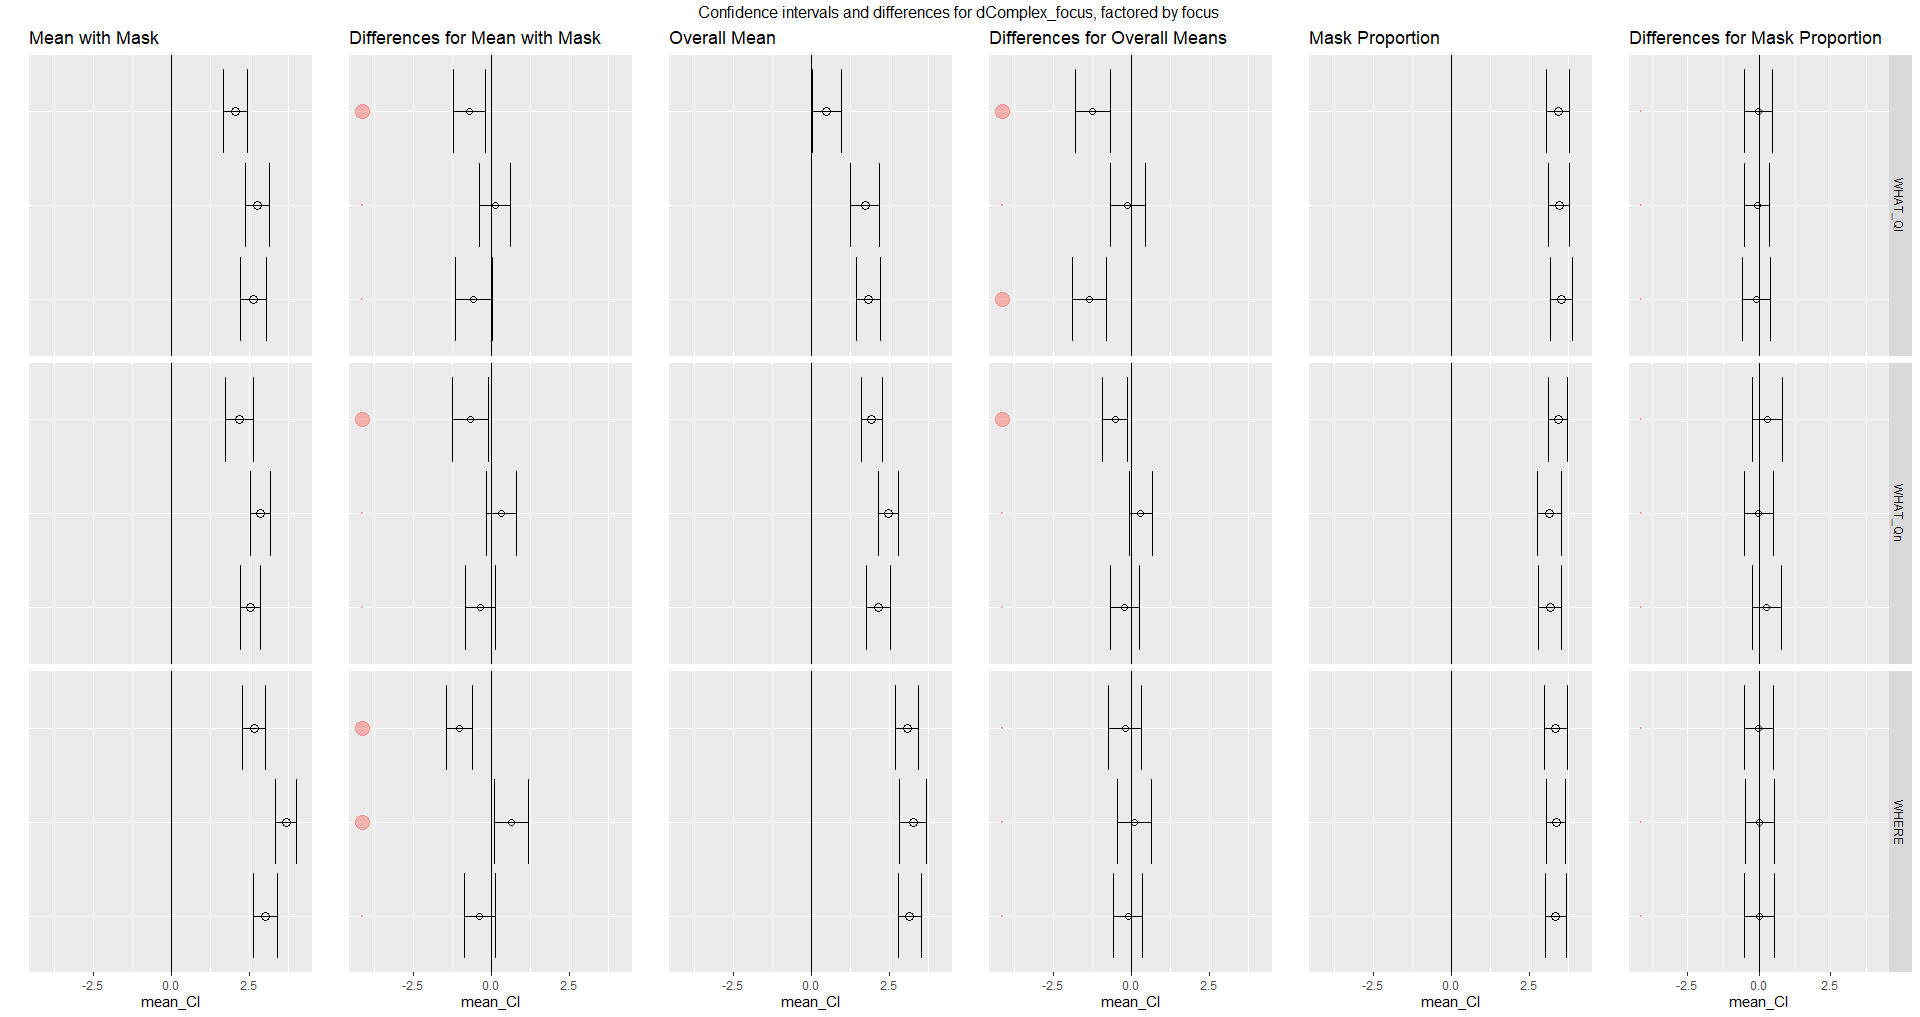 Confidence intervals and differences for dComplex_focus, factored by focus
Mean with Mask
Differences for Mean with Mask
Overall Mean
Differences for Overall Means
Mask Proportion
Differences for Mask Proportion
WHAT_Ql
WHAT_Qn
WHERE
-2.5 0.0 2.5
-2.5 0.0 2.5
-2.5 0.0 2.5
-2.5 0.0 2.5
-2.5 0.0 2.5
-2.5 0.0 2.5
mean_CI
mean_CI
mean_CI
mean_CI
mean_CI
mean_CI